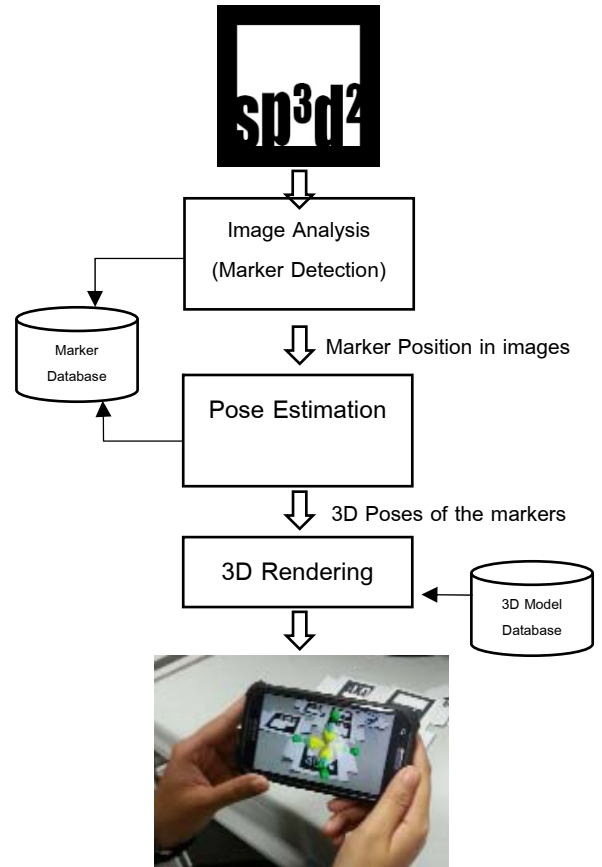 sp³d²
Image Analysis
(Marker Detection)
Marker
Database
Marker Position in images
Pose Estimation
3D Poses of the markers
3D Rendering
3D Model
Database